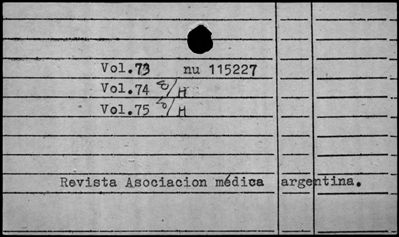 Vol.73 nu 115227
Vol.74 /H
Vol.75 /H
Revista Asociacion médica argentina.